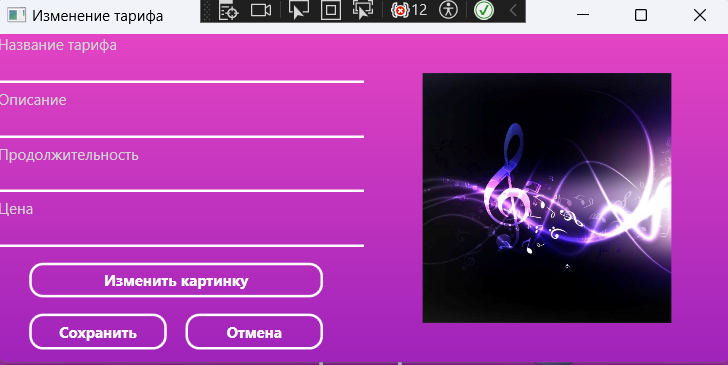 Изменение тарифа
12
Название тарифа
Описание
Продолжительность
Цена
Изменить картинку
Сохранить
Отмена